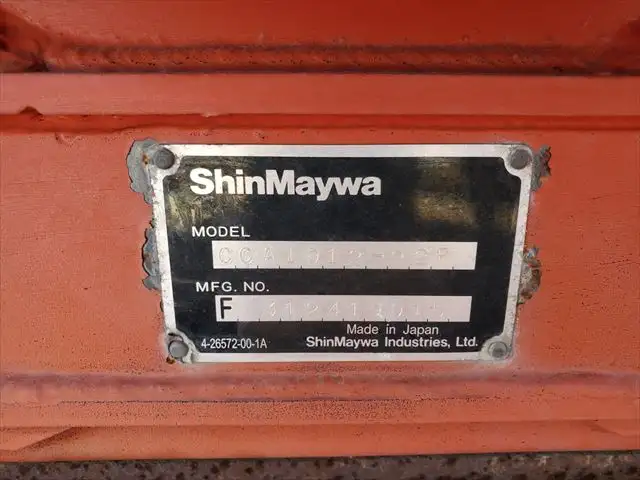 ShinMaywa
MODEL
MFG. NO.
F
Made in Japan
4-26572-00-1A ShinMaywa Industries, Ltd.